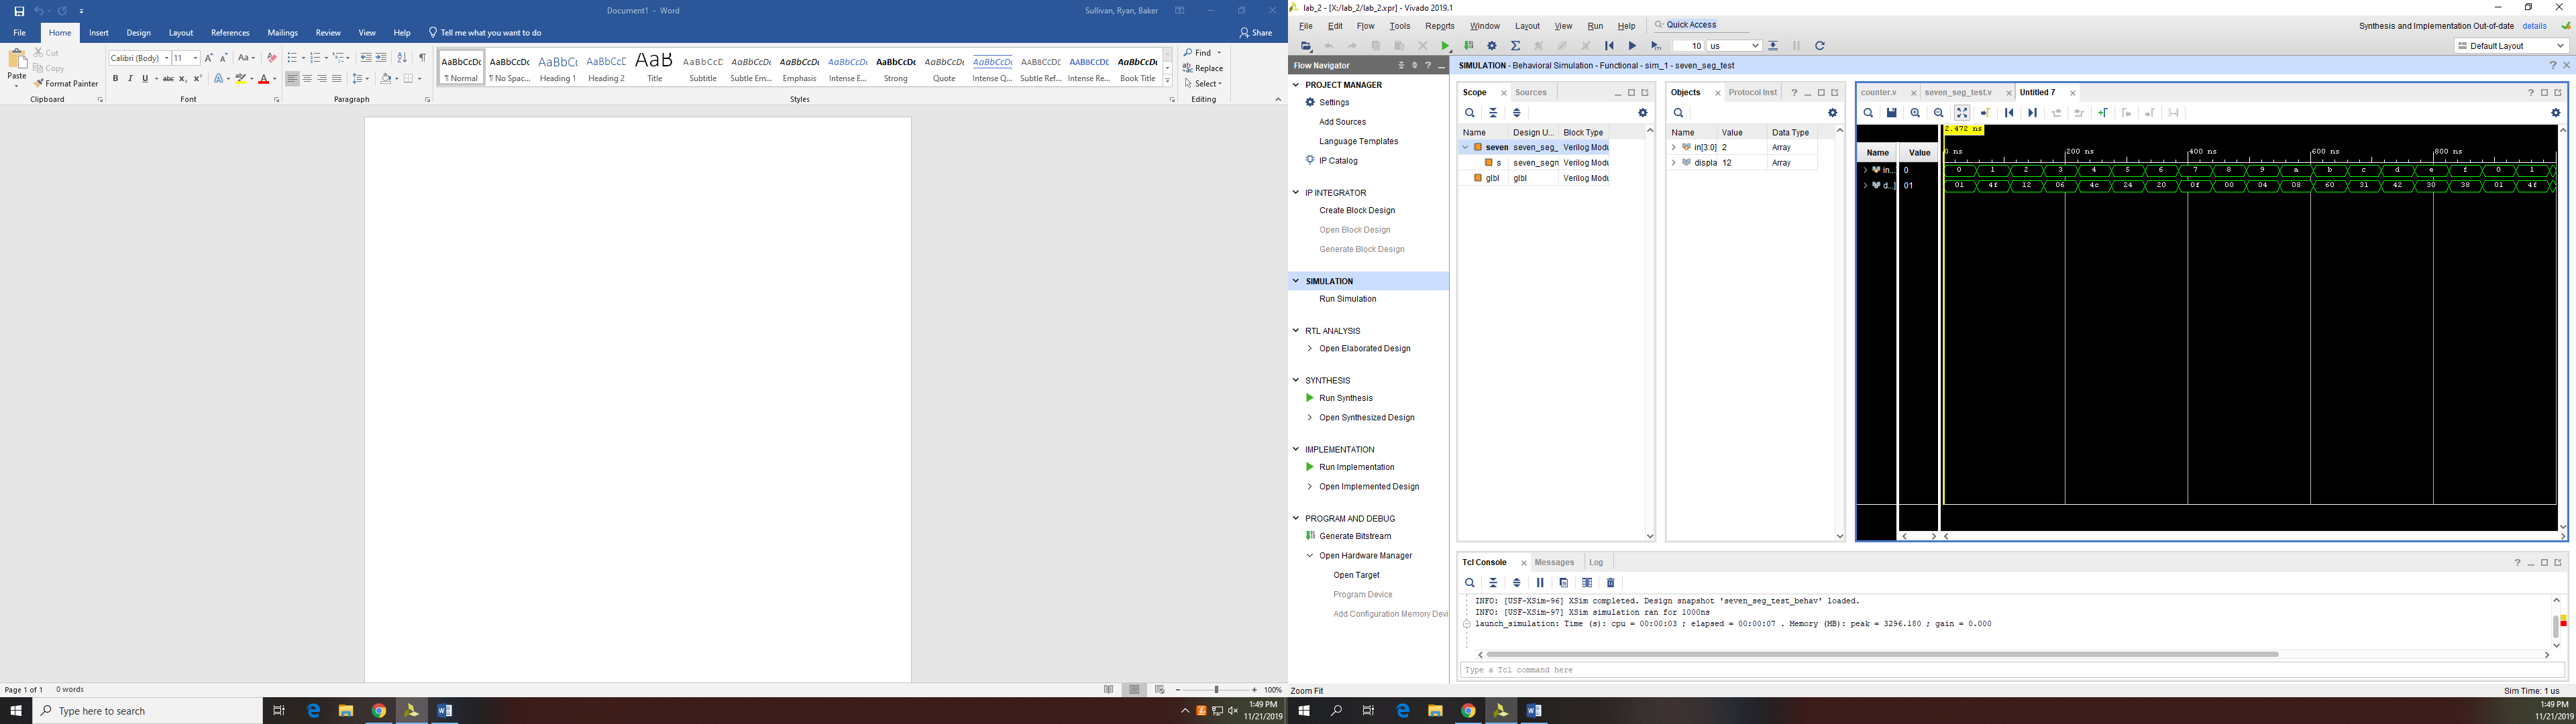 Document1 - Word
Sullivan, Ryan, Baker
File Home Insert Design Layout References Mailings Review View Help Tell me what you want to do Share
Paste
Cut
Copy
Format Painter
Clipboard
Calibri (Body) 11
Font
Paragraph
AaBbCcDc AaBbCcDc AaBbCc AaBbCcD AaB AaBbCcD AaBbCcDc AaBbCcDc AaBbCcDc AaBbCcDc AaBbCcDc AaBbCcDc AaBbCcDc AaBbCcDc AaBbCcDc
¶ Normal ¶ No Spac... Heading 1 Heading 2 Title Subtitle Subtle Em... Emphasis Intense E... Strong Quote Intense Q... Subtle Ref... Intense Re... Book Title
Styles
Find
Replace
Select
Editing
Page 1 of 1 0 words
100%
Type here to search
1:49 PM
11/21/2019
lab_2 - [X:/lab_2/lab_2.xpr] - Vivado 2019.1
File Edit Flow Tools Reports Window Layout View Run Help Quick Access
Synthesis and Implementation Out-of-date details
10 us
Default Layout
Flow Navigator
SIMULATION - Behavioral Simulation - Functional - sim_1 - seven_seg_test
PROJECT MANAGER
Settings
Add Sources
Language Templates
IP Catalog
IP INTEGRATOR
Create Block Design
Open Block Design
Generate Block Design
SIMULATION
Run Simulation
RTL ANALYSIS
Open Elaborated Design
SYNTHESIS
Run Synthesis
Open Synthesized Design
IMPLEMENTATION
Run Implementation
Open Implemented Design
PROGRAM AND DEBUG
Generate Bitstream
Open Hardware Manager
Open Target
Program Device
Add Configuration Memory Devi
Scope Sources
Name Design U... Block Type
seven seven_seg_ Verilog Modu
s seven_segn Verilog Modu
glbl glbl Verilog Modu
Objects Protocol Inst
Name Value Data Type
in[3:0] 2 Array
displa 12 Array
counter.v seven_seg_test.v Untitled 7
2.472 ns
Name Value
0 ns 200 ns 400 ns 600 ns 800 ns
in... 0 0 1 2 3 4 5 6 7 8 9 a b c d e f 0 1
d...] 01 01 4f 12 06 4c 24 20 0f 00 04 08 60 31 42 30 38 01 4f
Tcl Console Messages Log
INFO: [USF-XSim-96] XSim completed. Design snapshot 'seven_seg_test_behav' loaded.
INFO: [USF-XSim-97] XSim simulation ran for 1000ns
launch_simulation: Time (s): cpu = 00:00:03 ; elapsed = 00:00:07 . Memory (MB): peak = 3296.180 ; gain = 0.000
Type a Tcl command here
Zoom Fit
Sim Time: 1 us
1:49 PM
11/21/2019